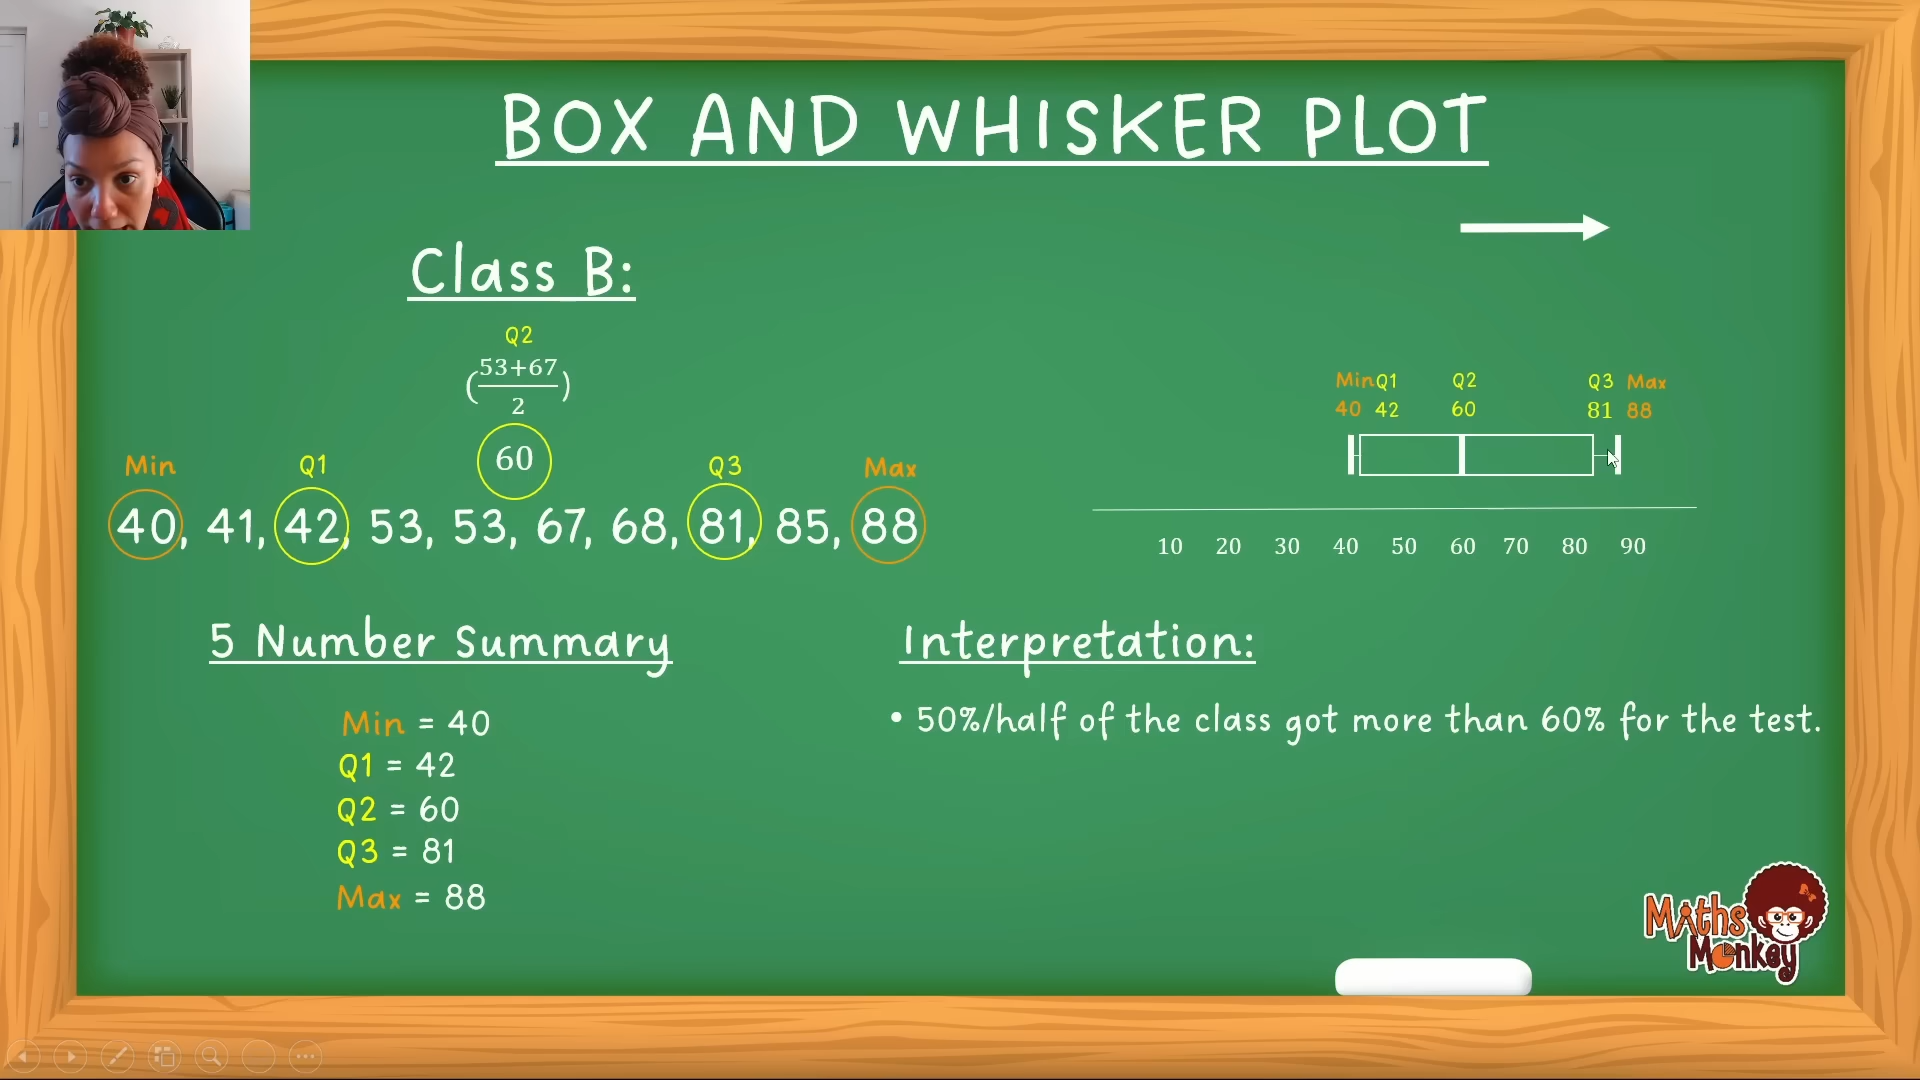 BOX AND WHISKER PLOT
Class B:
Q2
(53+67/2)
60
Min Q1 Q3 Max
40, 41, 42, 53, 53, 67, 68, 81, 85, 88
Min Q1 Q2 Q3 Max
40 42 60 81 88
10 20 30 40 50 60 70 80 90
5 Number Summary
Min = 40
Q1 = 42
Q2 = 60
Q3 = 81
Max = 88
Interpretation:
• 50%/half of the class got more than 60% for the test.
Maths
Monkey